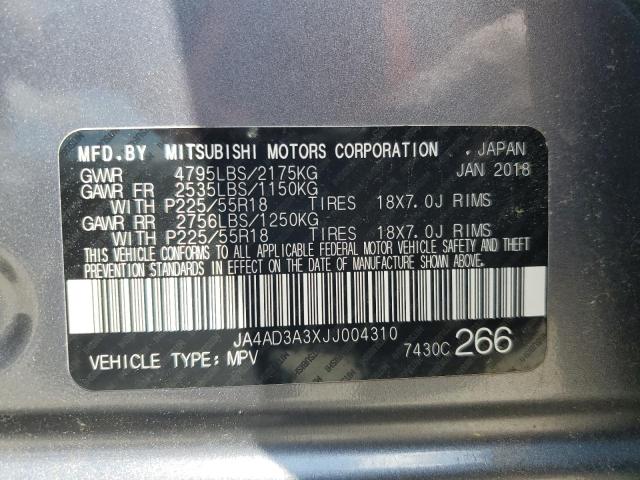 MFD. BY MITSUBISHI MOTORS CORPORATION JAPAN
GVWR 4795LBS/2175KG JAN 2018
GAWR FR 2535LBS/1150KG
WITH P225/55R18 TIRES 18X7.0J RIMS
GAWR RR 2756LBS/1250KG
WITH P225/55R18 TIRES 18X7.0J RIMS
THIS VEHICLE CONFORMS TO ALL APPLICABLE FEDERAL MOTOR VEHICLE SAFETY AND THEFT
PREVENTION STANDARDS IN EFFECT ON THE DATE OF MANUFACTURE SHOWN ABOVE.
JA4AD3A3XJJ004310
VEHICLE TYPE: MPV 7430C 266